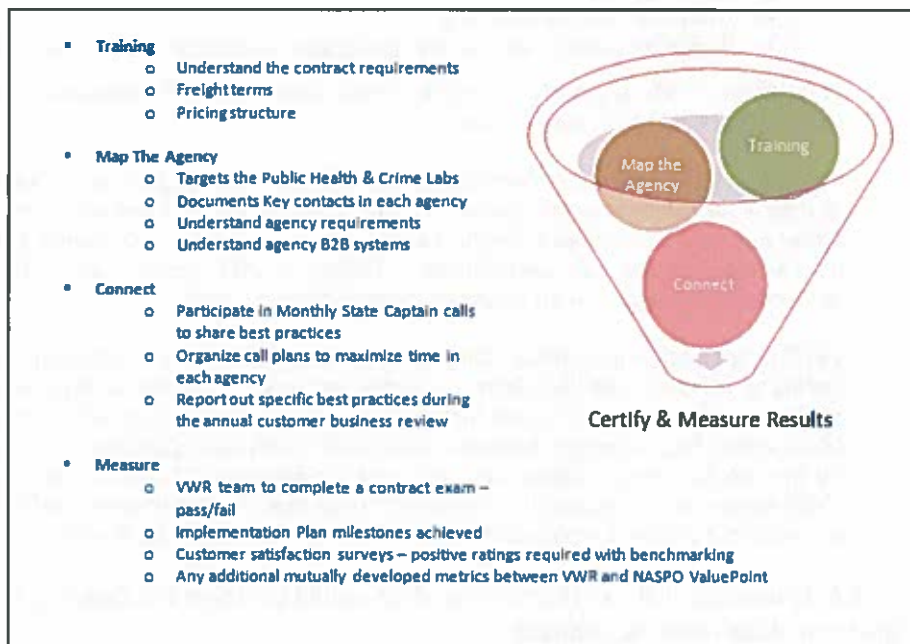 Training
Understand the contract requirements
Freight terms
Pricing structure
Map The Agency
Targets the Public Health & Crime Labs
Documents Key contacts in each agency
Understand agency requirements
Understand agency B2B systems
Connect
Participate in Monthly State Captain calls
to share best practices
Organize call plans to maximize time in
each agency
Report out specific best practices during
the annual customer business review
Measure
VWR team to complete a contract exam –
pass/fail
Implementation Plan milestones achieved
Customer satisfaction surveys – positive ratings required with benchmarking
Any additional mutually developed metrics between VWR and NASPO ValuePoint
Training
Map the
Agency
Connect
Certify & Measure Results